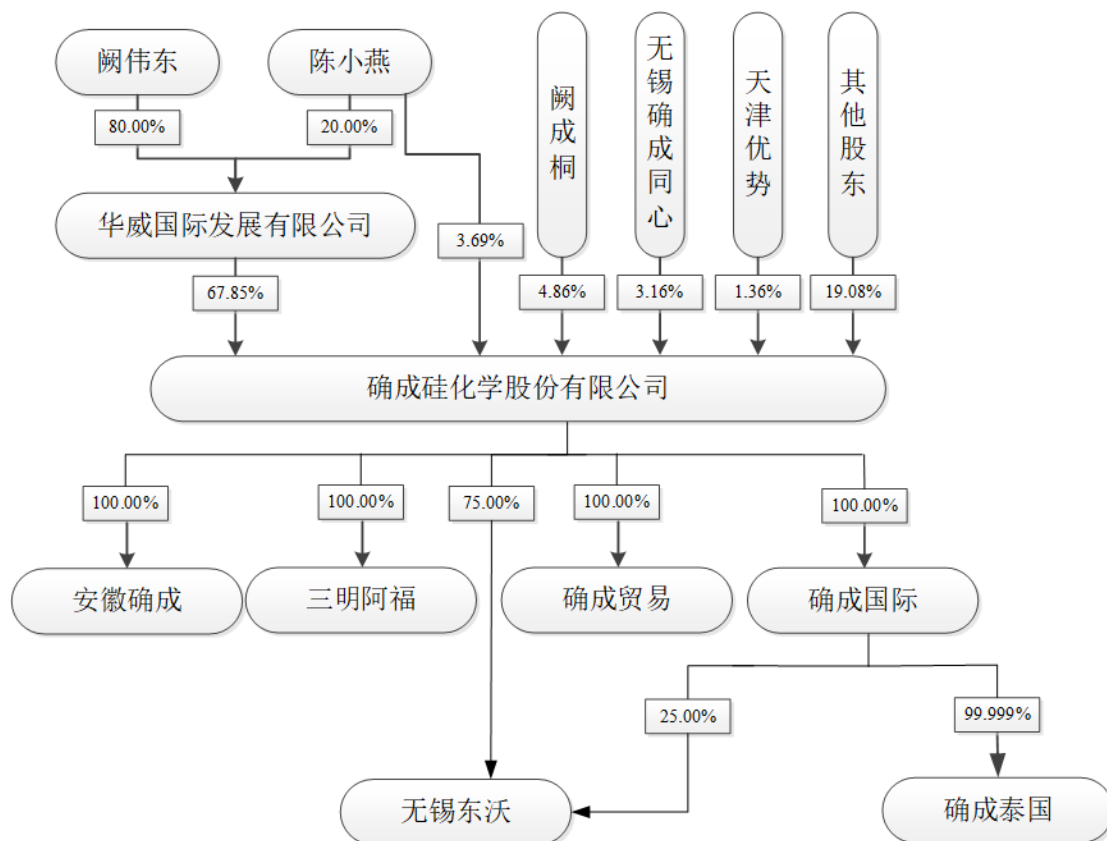 阙伟东
陈小燕
阙成桐
无锡确成同心
天津优势
其他股东
80.00%
20.00%
华威国际发展有限公司
3.69%
67.85%
4.86%
3.16%
1.36%
19.08%
确成硅化学股份有限公司
100.00%
100.00%
75.00%
100.00%
100.00%
安徽确成
三明阿福
确成贸易
确成国际
25.00%
99.999%
无锡东沃
确成泰国